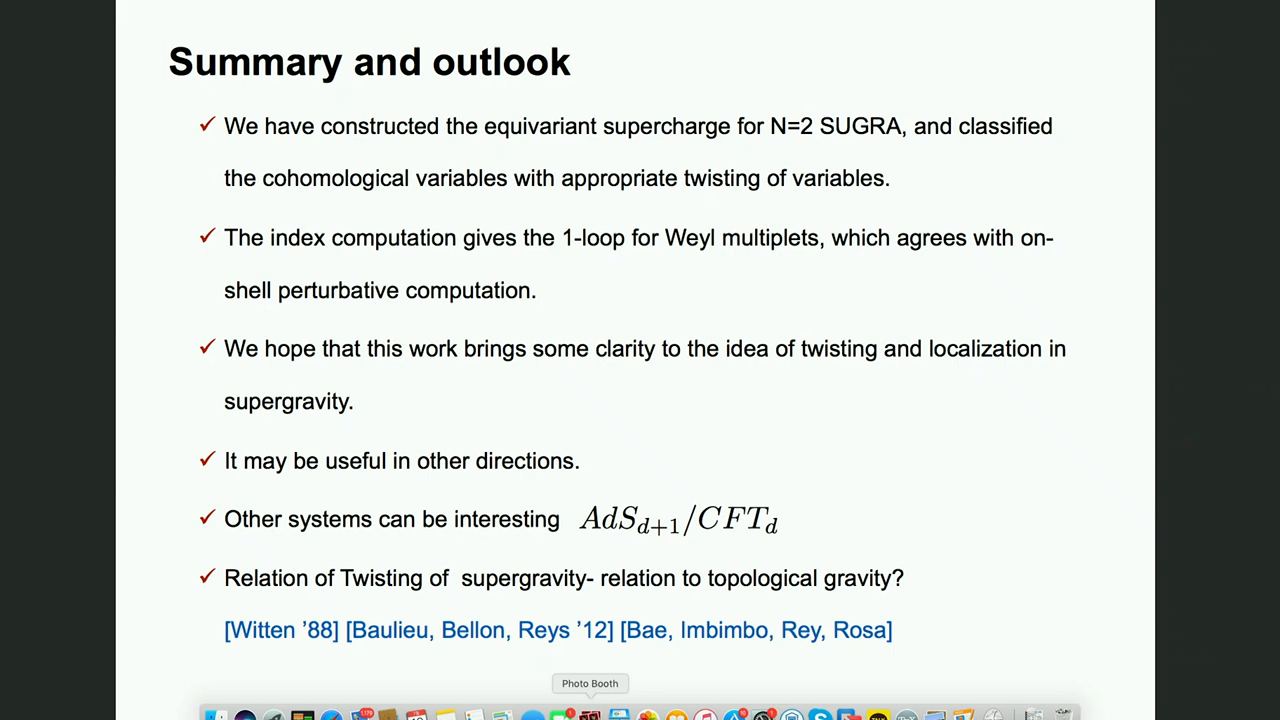 Summary and outlook
✓ We have constructed the equivariant supercharge for N=2 SUGRA, and classified
the cohomological variables with appropriate twisting of variables.
✓ The index computation gives the 1-loop for Weyl multiplets, which agrees with on-
shell perturbative computation.
✓ We hope that this work brings some clarity to the idea of twisting and localization in
supergravity.
✓ It may be useful in other directions.
✓ Other systems can be interesting $AdS_{d+1}/CFT_d$
✓ Relation of Twisting of supergravity- relation to topological gravity?
[Witten ’88] [Baulieu, Bellon, Reys ’12] [Bae, Imbimbo, Rey, Rosa]
Photo Booth